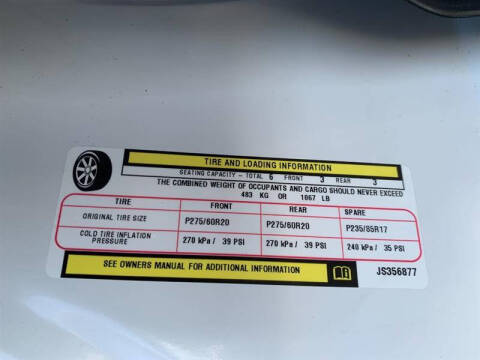 TIRE AND LOADING INFORMATION
SEATING CAPACITY - TOTAL 6 FRONT 3 REAR 3
THE COMBINED WEIGHT OF OCCUPANTS AND CARGO SHOULD NEVER EXCEED
483 KG OR 1067 LB
TIRE FRONT REAR SPARE
ORIGINAL TIRE SIZE P275/60R20 P275/60R20 P235/85R17
COLD TIRE INFLATION PRESSURE 270 kPa / 39 PSI 270 kPa / 39 PSI 240 kPa / 35 PSI
SEE OWNERS MANUAL FOR ADDITIONAL INFORMATION JS356877